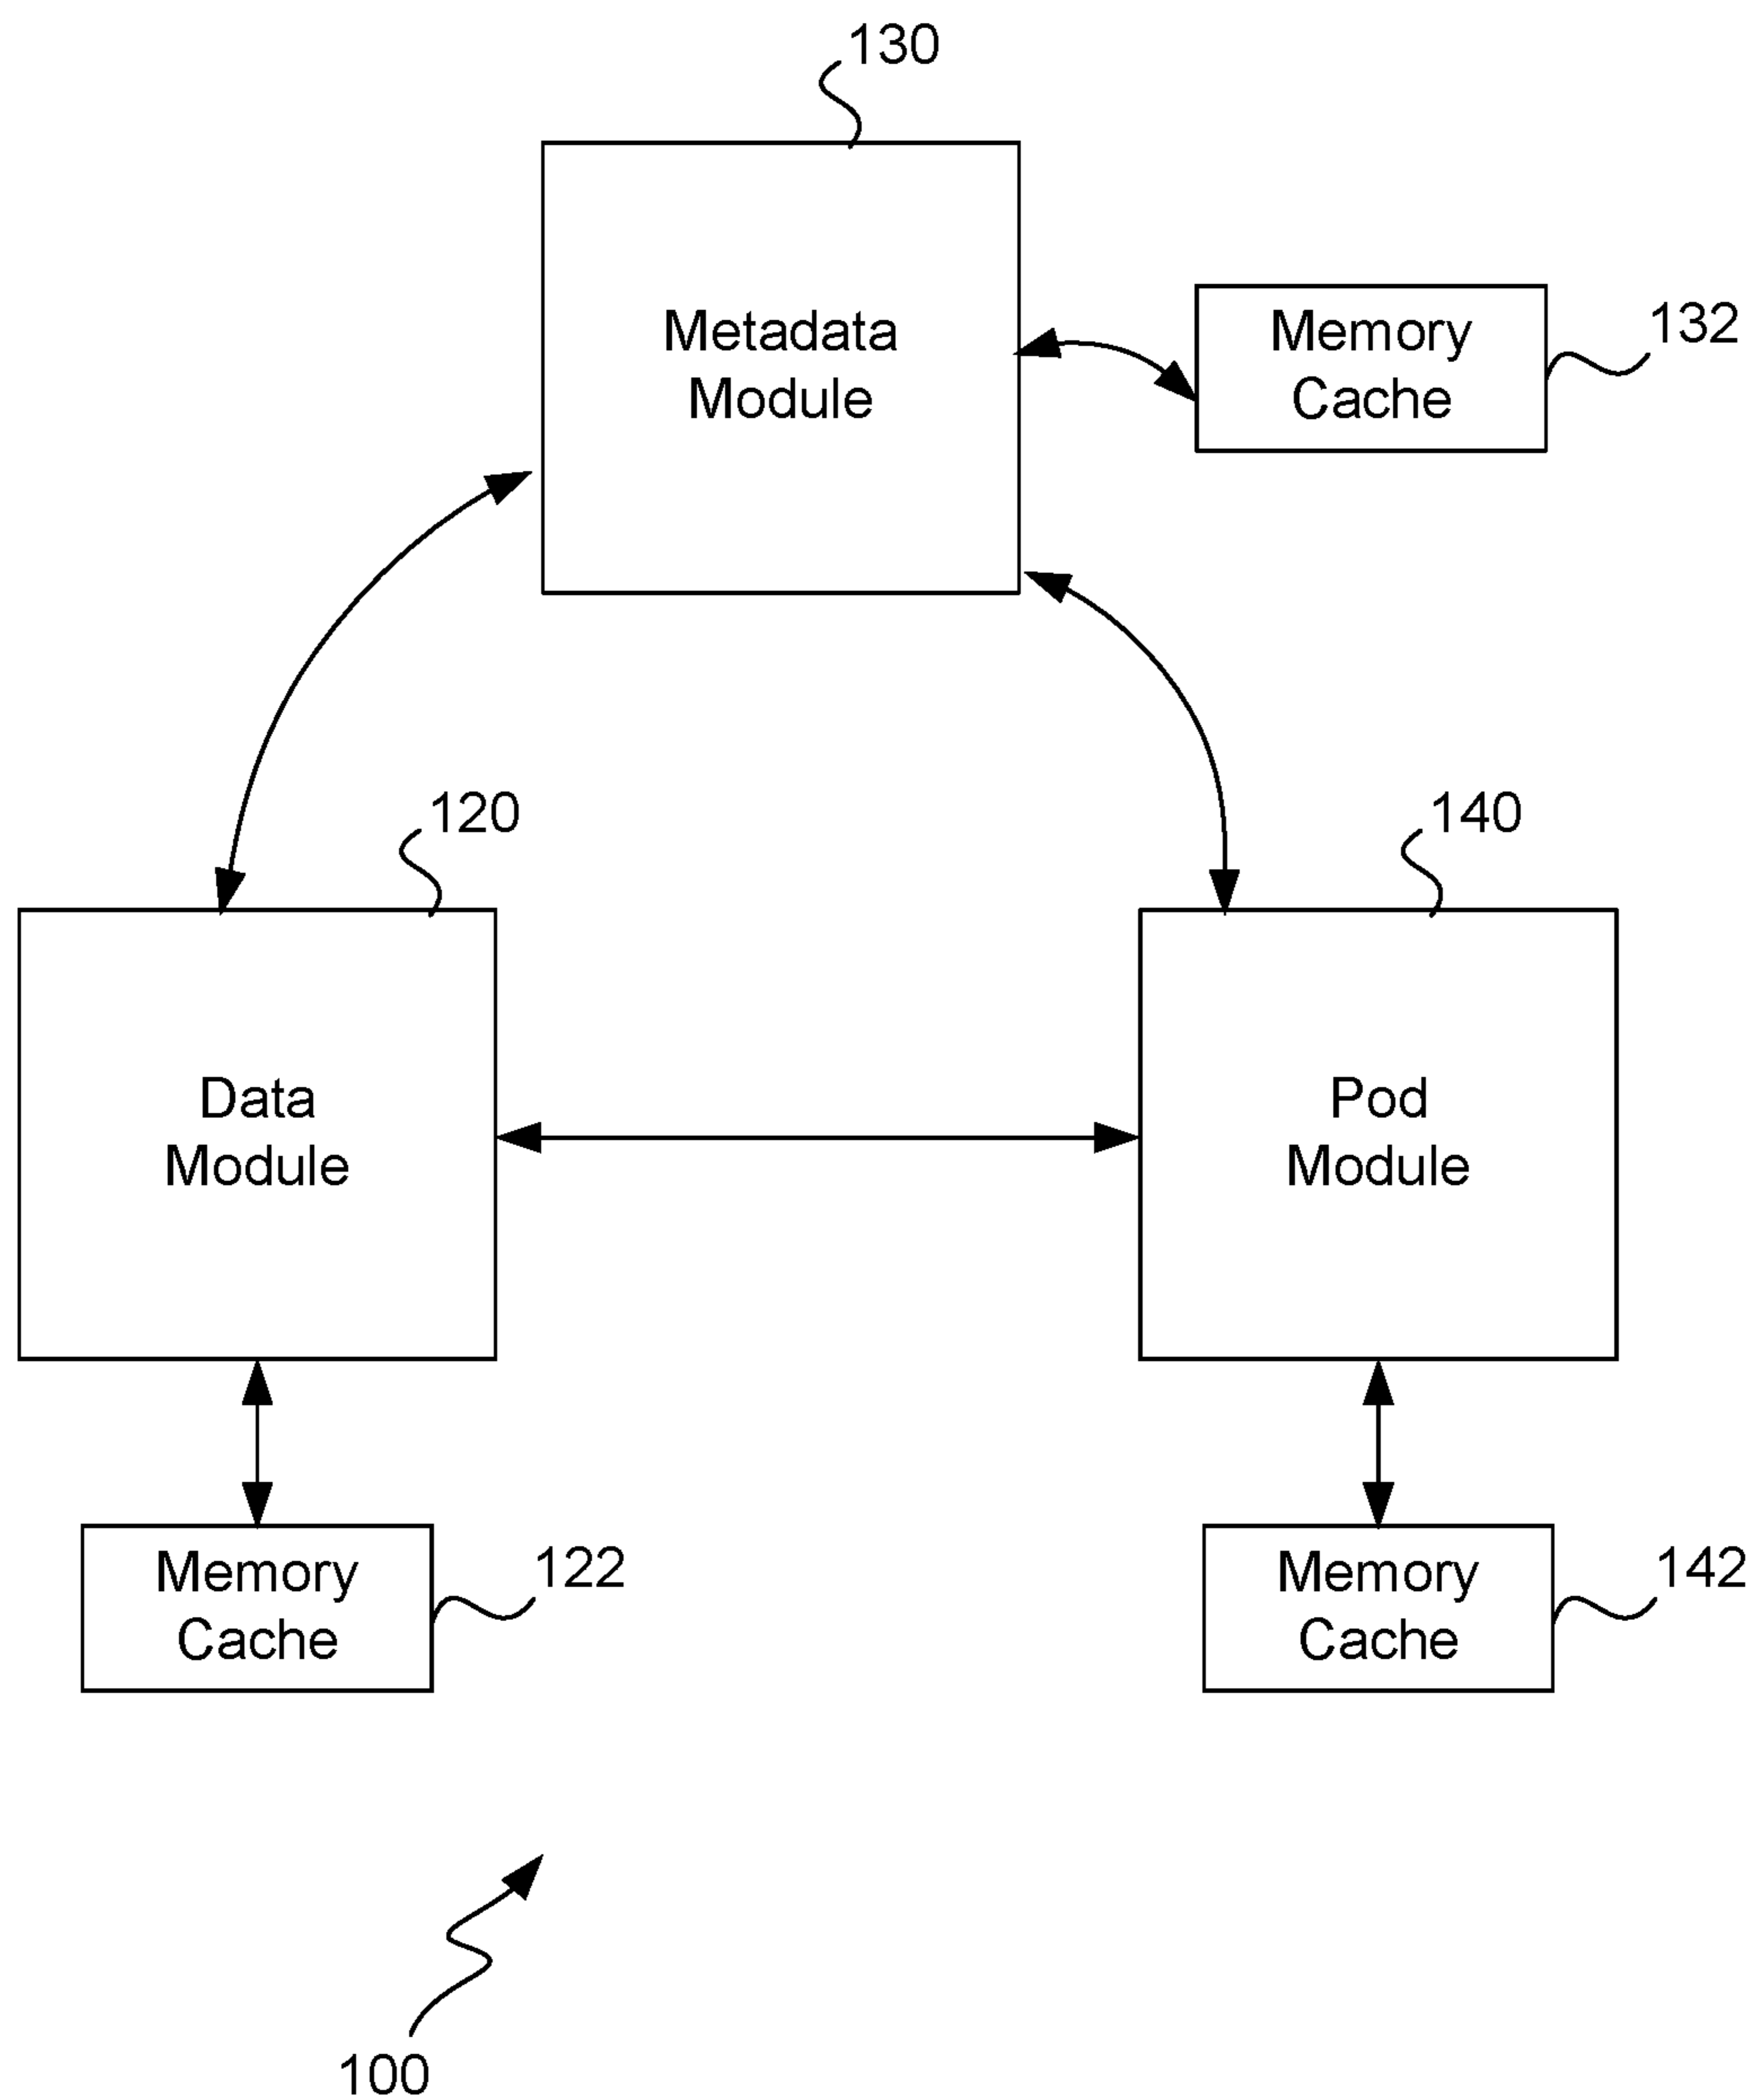 130
Metadata
Module
Memory
Cache
132
120
140
Data
Module
Pod
Module
Memory
Cache
122
Memory
Cache
142
100